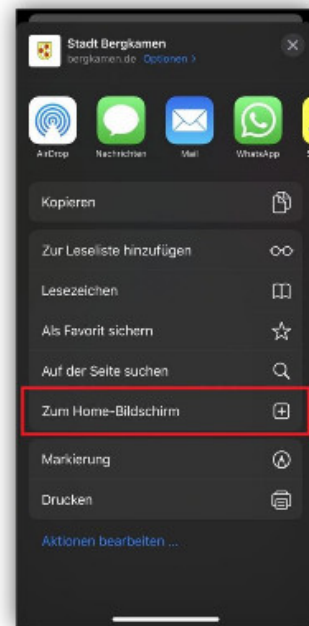 Stadt Bergkamen
bergkamen.de Optionen >
AirDrop Nachrichten Mail WhatsApp
Kopieren
Zur Leseliste hinzufügen
Lesezeichen
Als Favorit sichern
Auf der Seite suchen
Zum Home-Bildschirm
Markierung
Drucken
Aktionen bearbeiten ...